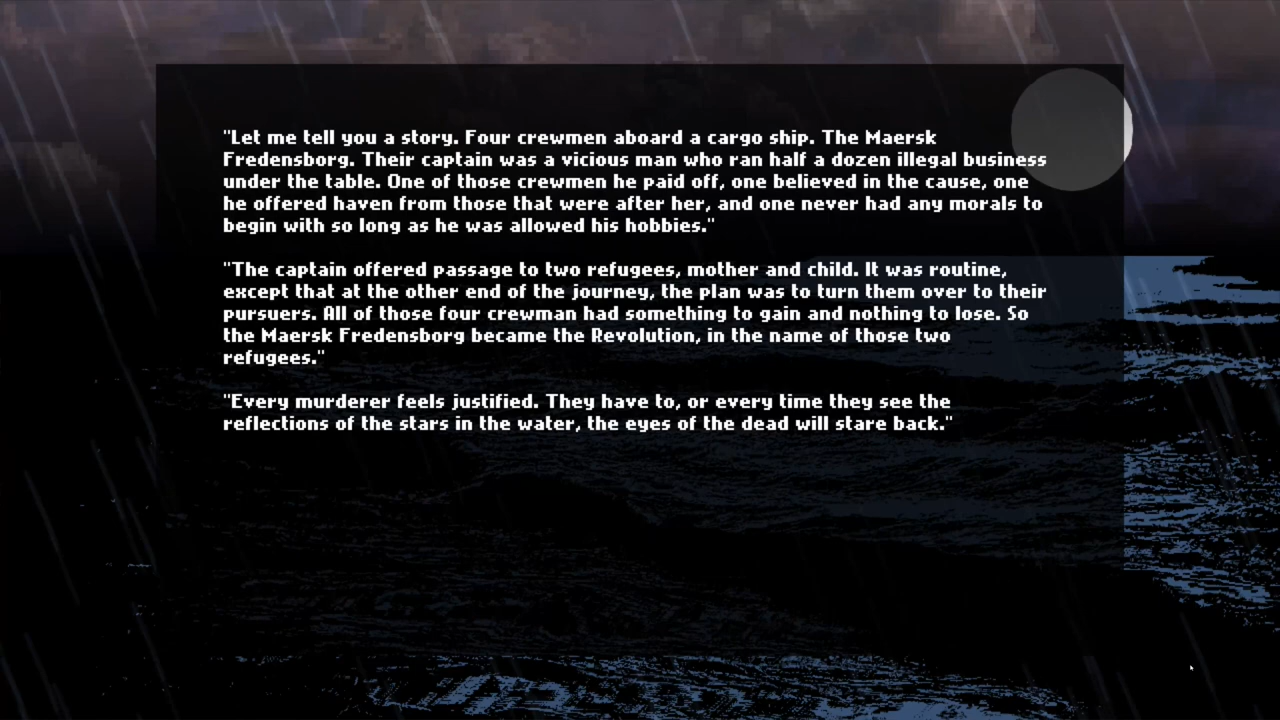 "Let me tell you a story. Four crewmen aboard a cargo ship. The Maersk
Fredensborg. Their captain was a vicious man who ran half a dozen illegal business
under the table. One of those crewmen he paid off, one believed in the cause, one
he offered haven from those that were after her, and one never had any morals to
begin with so long as he was allowed his hobbies."
"The captain offered passage to two refugees, mother and child. It was routine,
except that at the other end of the journey, the plan was to turn them over to their
pursuers. All of those four crewman had something to gain and nothing to lose. So
the Maersk Fredensborg became the Revolution, in the name of those two
refugees."
"Every murderer feels justified. They have to, or every time they see the
reflections of the stars in the water, the eyes of the dead will stare back."